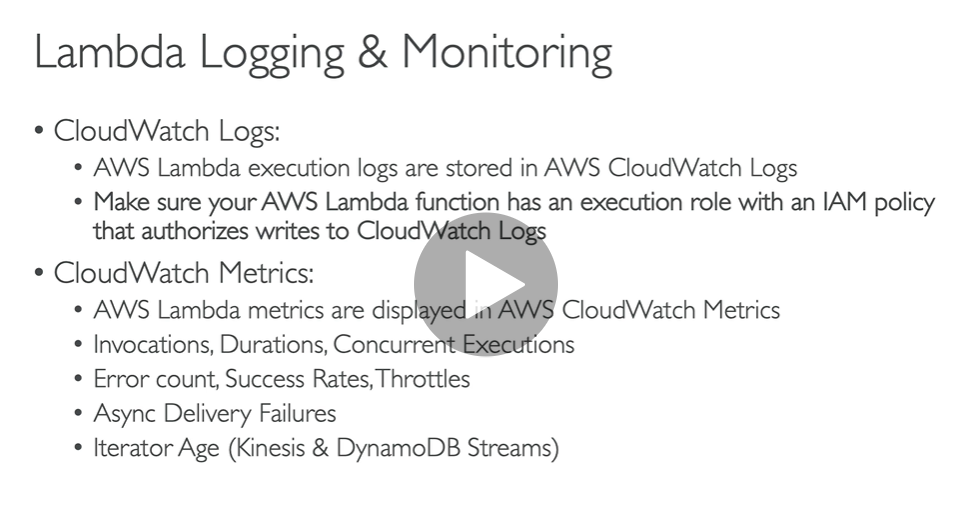 Lambda Logging & Monitoring
• CloudWatch Logs:
• AWS Lambda execution logs are stored in AWS CloudWatch Logs
• Make sure your AWS Lambda function has an execution role with an IAM policy
that authorizes writes to CloudWatch Logs
• CloudWatch Metrics:
• AWS Lambda metrics are displayed in AWS CloudWatch Metrics
• Invocations, Durations, Concurrent Executions
• Error count, Success Rates, Throttles
• Async Delivery Failures
• Iterator Age (Kinesis & DynamoDB Streams)